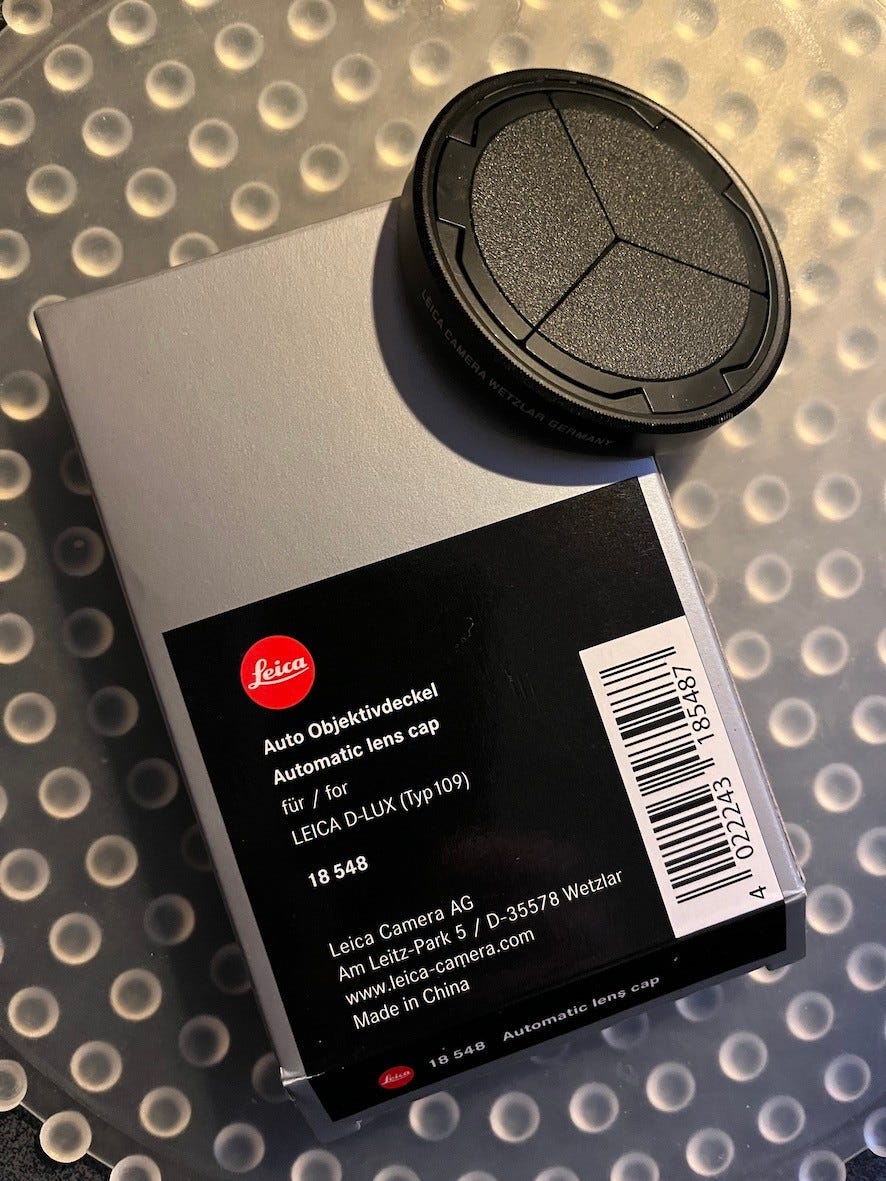 LEICA CAMERA WETZLAR GERMANY
Leica
Auto Objektivdeckel
Automatic lens cap
für / for
LEICA D-LUX (Typ 109)
18 548
Leica Camera AG
Am Leitz-Park 5 / D-35578 Wetzlar
www.leica-camera.com
Made in China
4 022243 185487
Leica 18 548 Automatic lens cap